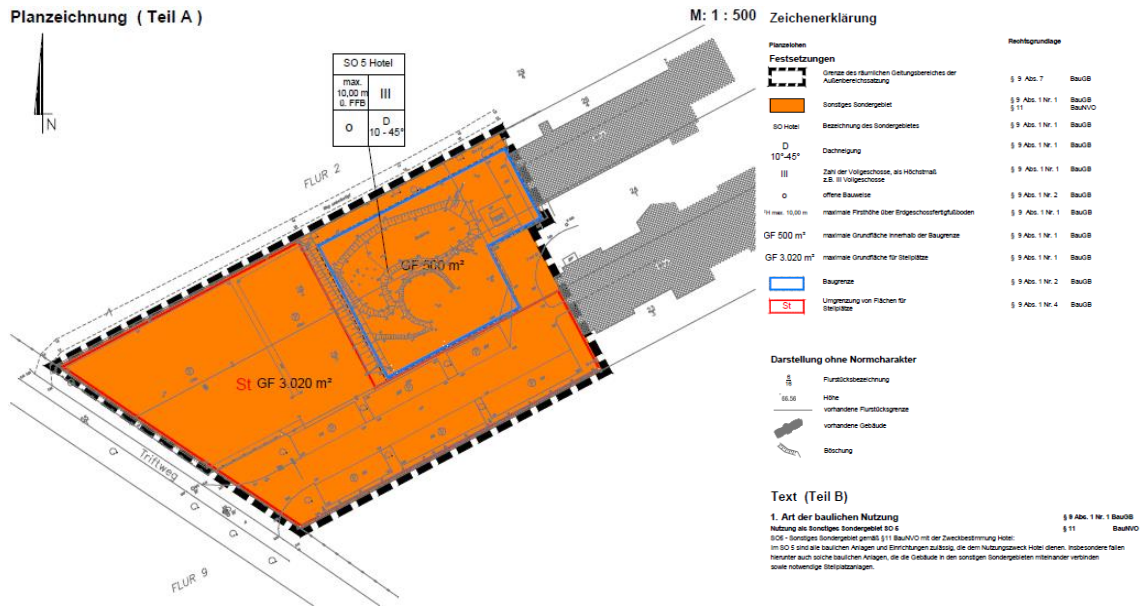 Planzeichnung ( Teil A )
M: 1 : 500
N
SO 5 Hotel
max.
10,00 m
ü. FFB
III
o
D
10 - 45°
FLUR 2
GF 500 m²
St GF 3.020 m²
Triftweg
FLUR 9
Zeichenerklärung
Planzeichen
Rechtsgrundlage
Festsetzungen
Grenze des räumlichen Geltungsbereiches der
Außenbereichssatzung
§ 9 Abs. 7 BauGB
Sonstiges Sondergebiet
§ 9 Abs. 1 Nr. 1 BauGB
§ 11 BauNVO
SO Hotel Bezeichnung des Sondergebietes § 9 Abs. 1 Nr. 1 BauGB
D
10°-45°
Dachneigung § 9 Abs. 1 Nr. 1 BauGB
III
Zahl der Vollgeschosse, als Höchstmaß
z.B. III Vollgeschosse
§ 9 Abs. 1 Nr. 1 BauGB
o offene Bauweise § 9 Abs. 1 Nr. 2 BauGB
FH max. 10,00 m maximale Firsthöhe über Erdgeschossfertigfußboden § 9 Abs. 1 Nr. 1 BauGB
GF 500 m² maximale Grundfläche innerhalb der Baugrenze § 9 Abs. 1 Nr. 1 BauGB
GF 3.020 m² maximale Grundfläche für Stellplätze § 9 Abs. 1 Nr. 1 BauGB
Baugrenze § 9 Abs. 1 Nr. 2 BauGB
St
Umgrenzung von Flächen für
Stellplätze
§ 9 Abs. 1 Nr. 4 BauGB
Darstellung ohne Normcharakter
Flurstücksbezeichnung
66.56 Höhe
vorhandene Flurstücksgrenze
vorhandene Gebäude
Böschung
Text (Teil B)
1. Art der baulichen Nutzung § 9 Abs. 1 Nr. 1 BauGB
Nutzung als Sonstiges Sondergebiet SO 5 § 11 BauNVO
SO5 - Sonstiges Sondergebiet gemäß §11 BauNVO mit der Zweckbestimmung Hotel:
Im SO 5 sind alle baulichen Anlagen und Einrichtungen zulässig, die dem Nutzungszweck Hotel dienen. Insbesondere fallen
hierunter auch solche baulichen Anlagen, die die Gebäude in den sonstigen Sondergebieten miteinander verbinden
sowie notwendige Stellplatzanlagen.